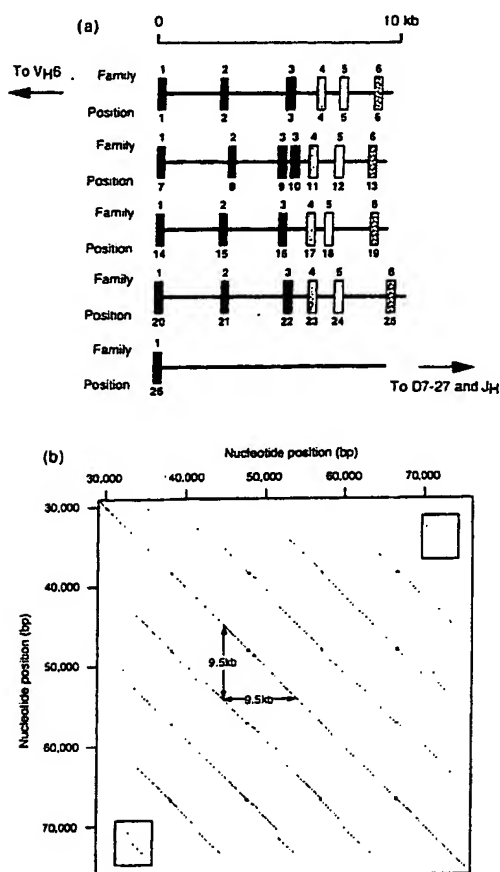 (a)
0 10 kb
To VH6
Family 1 2 3 4 5 6
Position 1 2 3 4 5 6
Family 1 2 3 3 4 5 6
Position 7 8 9 10 11 12 13
Family 1 2 3 4 5 6
Position 14 15 16 17 18 19
Family 1 2 3 4 5 6
Position 20 21 22 23 24 25
Family 1
Position 26
To D7-27 and JH
(b)
Nucleotide position (bp)
30,000 40,000 50,000 60,000 70,000
30,000
40,000
50,000
60,000
70,000
Nucleotide position (bp)
9.5kb
9.5kb